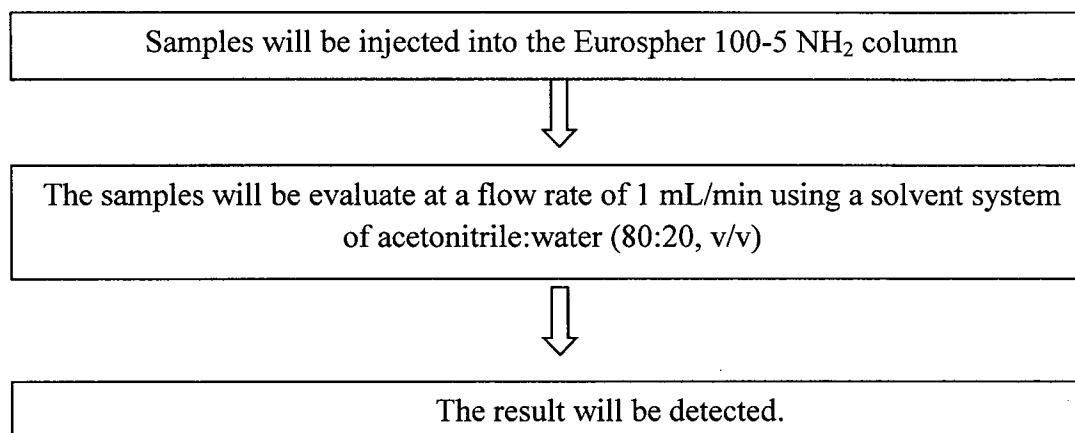 Samples will be injected into the Eurospher 100-5 NH₂ column
The samples will be evaluate at a flow rate of 1 mL/min using a solvent system
of acetonitrile:water (80:20, v/v)
The result will be detected.